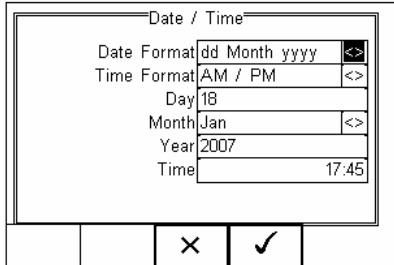 Date / Time
Date Format dd Month yyyy <>
Time Format AM / PM <>
Day 18
Month Jan <>
Year 2007
Time 17:45